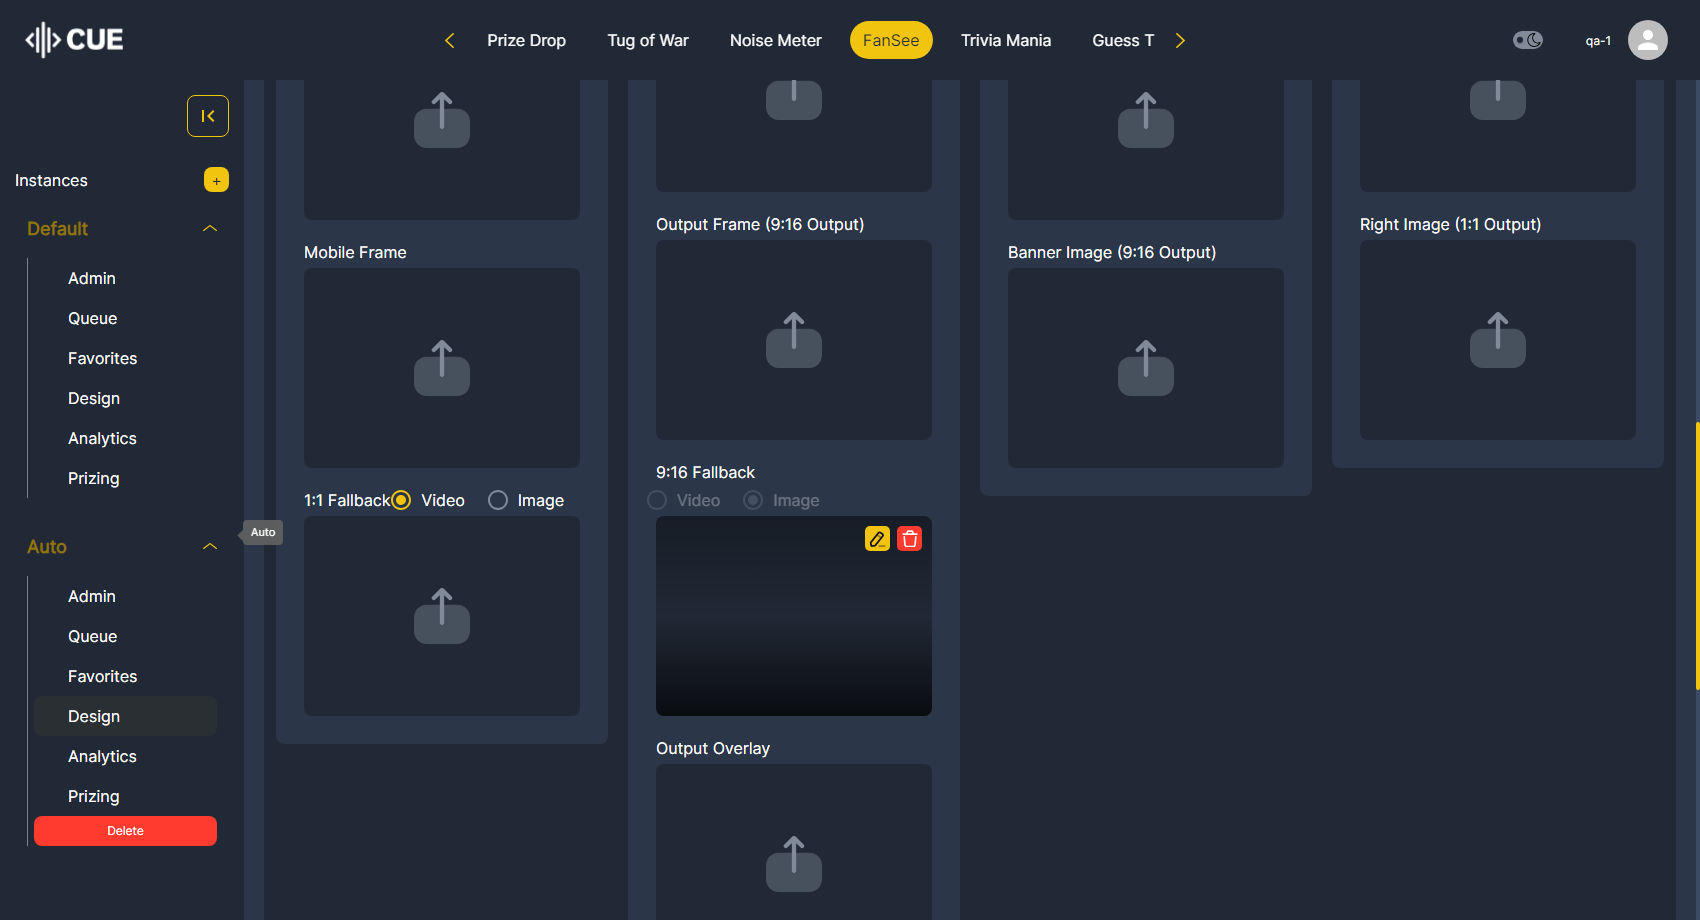 CUE
Prize Drop
Tug of War
Noise Meter
FanSee
Trivia Mania
Guess T
qa-1
Instances
+
Default
Admin
Queue
Favorites
Design
Analytics
Prizing
Auto
Auto
Admin
Queue
Favorites
Design
Analytics
Prizing
Delete
Mobile Frame
1:1 Fallback Video Image
Output Frame (9:16 Output)
9:16 Fallback
Video Image
Output Overlay
Banner Image (9:16 Output)
Right Image (1:1 Output)